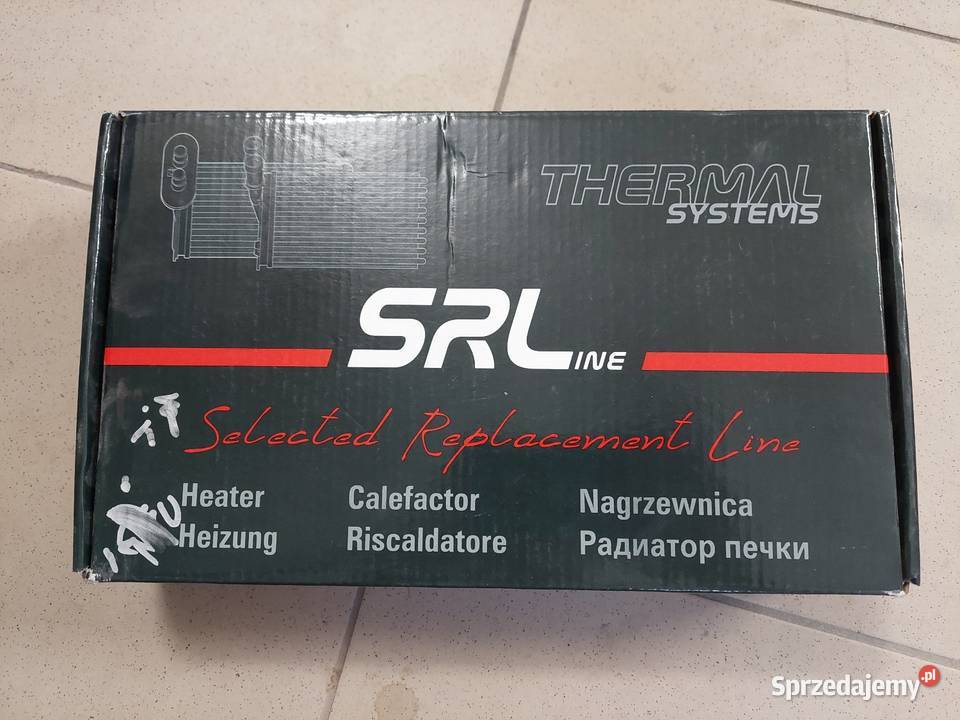 THERMAL
SYSTEMS
SRLINE
Selected Replacement Line
Heater Calefactor Nagrzewnica
Heizung Riscaldatore Радиатор печки
Sprzedajemy.pl